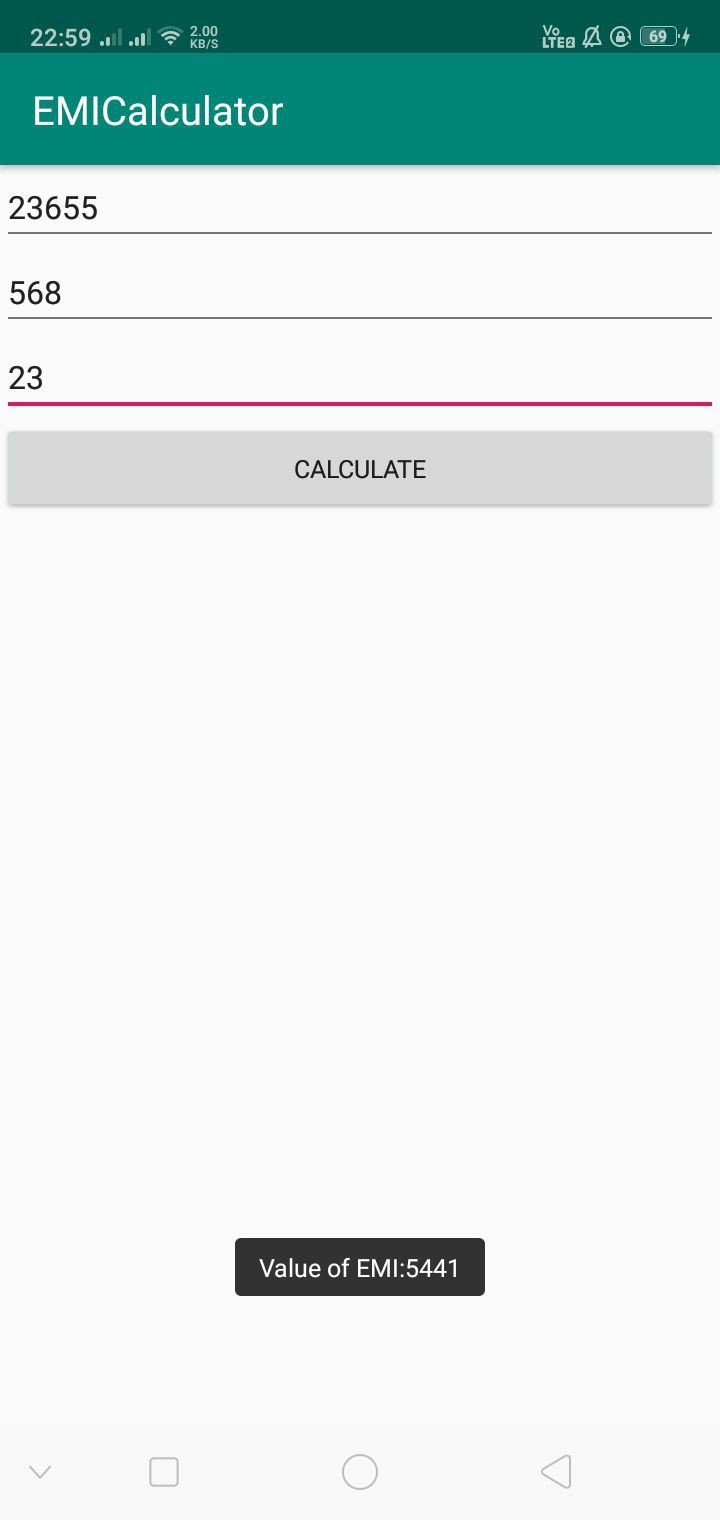 22:59 2.00 KB/S Vo LTE2 69
EMICalculator
23655
568
23
CALCULATE
Value of EMI:5441